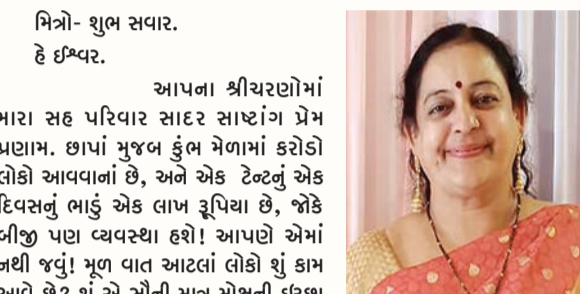 મિત્રો- શુભ સવાર.
હે ઈશ્વર.
આપના શ્રીચરણોમાં
મારા સહ પરિવાર સાદર સાષ્ટાંગ પ્રેમ
પ્રણામ. છાપાં મુજબ કુંભ મેળામાં કરોડો
લોકો આવવાનાં છે, અને એક ટેન્ટનું એક
દિવસનું ભાડું એક લાખ રૂપિયા છે, જોકે
બીજી પણ વ્યવસ્થા હશે! આપણે એમાં
નથી જવું! મૂળ વાત આટલાં લોકો શું કામ